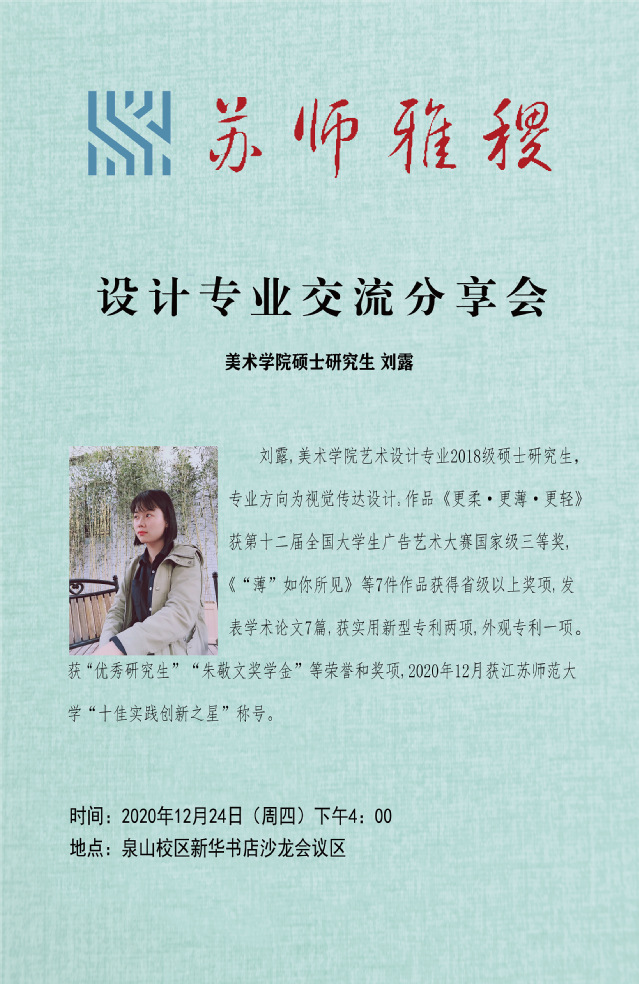 苏师雅稷
设计专业交流分享会
美术学院硕士研究生 刘露
刘露,美术学院艺术设计专业2018级硕士研究生,
专业方向为视觉传达设计,作品《更柔·更薄·更轻》
获第十二届全国大学生广告艺术大赛国家级三等奖,
《“薄”如你所见》等7件作品获得省级以上奖项,发
表学术论文7篇,获实用新型专利两项,外观专利一项。
获“优秀研究生”“朱敬文奖学金”等荣誉和奖项,2020年12月获江苏师范大
学“十佳实践创新之星”称号。
时间：2020年12月24日（周四）下午4：00
地点：泉山校区新华书店沙龙会议区